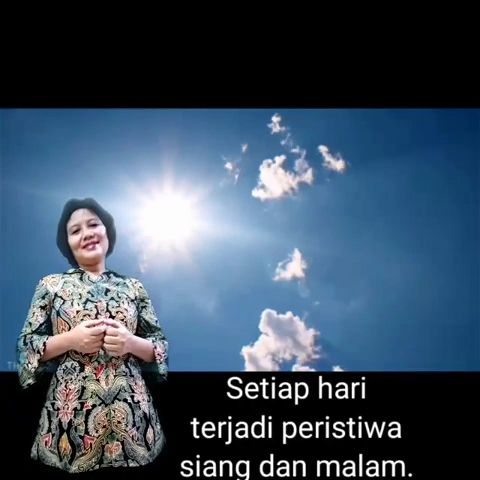 Setiap hari
terjadi peristiwa
siang dan malam.